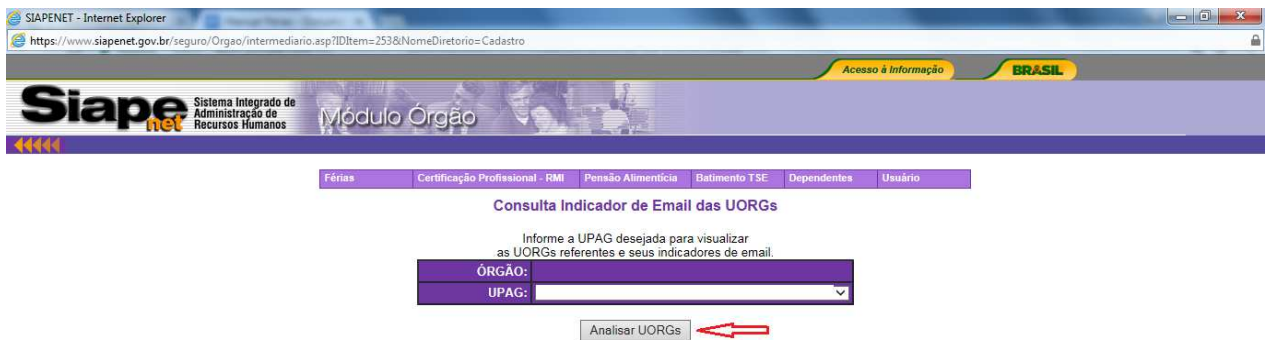 SIAPENET - Internet Explorer
https://www.siapenet.gov.br/seguro/Orgao/intermediario.asp?IDItem=253&NomeDiretorio=Cadastro
Acesso à Informação BRASIL
Siape net Sistema Integrado de
Administração de
Recursos Humanos
Módulo Órgão
Férias Certificação Profissional - RMI Pensão Alimentícia Batimento TSE Dependentes Usuário
Consulta Indicador de Email das UORGs
Informe a UPAG desejada para visualizar
as UORGs referentes e seus indicadores de email.
ÓRGÃO:
UPAG:
Analisar UORGs